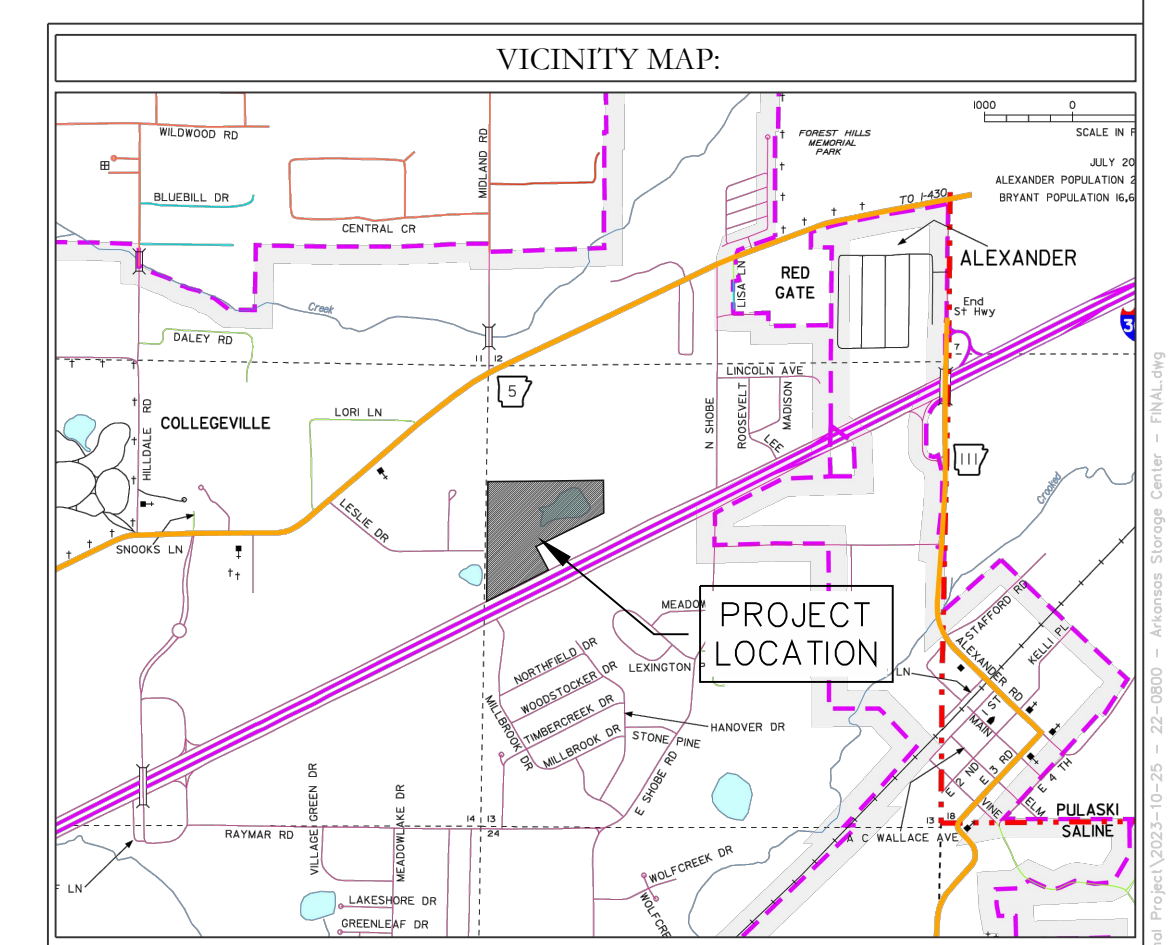 VICINITY MAP:
WILDWOOD RD
BLUEBILL DR
CENTRAL CR
MIDLAND RD
FOREST HILLS
MEMORIAL
PARK
1000 0
SCALE IN F
JULY 20
ALEXANDER POPULATION 2
BRYANT POPULATION 16,6
TO I-430
ALEXANDER
RED
GATE
LISA LN
End
St Hwy
3
7
Creek
DALEY RD
11 12
5
LINCOLN AVE
N SHOBE
ROOSEVELT
MADISON
LEE
COLLEGEVILLE
HILLDALE RD
LORI LN
LESLIE DR
SNOOKS LN
111
Crooked
PROJECT
LOCATION
MEADOW
LEXINGTON P
LN
STAFFORD RD
ALEXANDER RD
KELLI PL
NORTHFIELD DR
WOODSTOCKER DR
TIMBERCREEK DR
MILLBROOK DR
MILLBROOK DR
HANOVER DR
STONE PINE
E SHOBE RD
1 ST
MAIN
E 2 ND
E 3 RD
E 4 TH
VINE
ELM
PULASKI
SALINE
A C WALLACE AVE
13 18
14 13
24
RAYMAR RD
VILLAGE GREEN DR
MEADOWLAKE DR
F LN
LAKESHORE DR
GREENLEAF DR
WOLFCREEK DR
WOLFCRE
al Project\2023-10-25 - 22-0800 - Arkansas Storage Center - FINAL.dwg